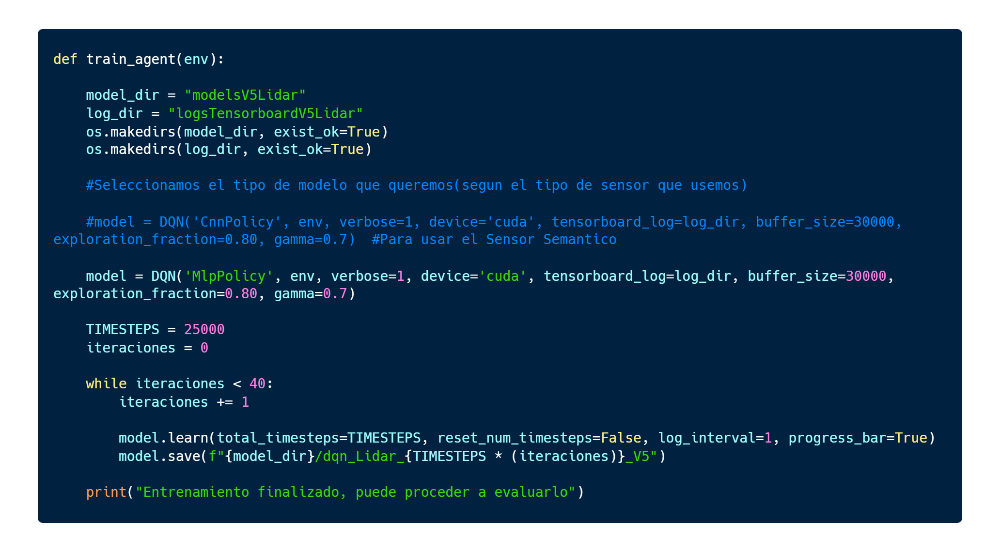 def train_agent(env):
model_dir = "modelsV5Lidar"
log_dir = "logsTensorboardV5Lidar"
os.makedirs(model_dir, exist_ok=True)
os.makedirs(log_dir, exist_ok=True)
#Seleccionamos el tipo de modelo que queremos(segun el tipo de sensor que usemos)
#model = DQN('CnnPolicy', env, verbose=1, device='cuda', tensorboard_log=log_dir, buffer_size=30000,
exploration_fraction=0.80, gamma=0.7)  #Para usar el Sensor Semantico
model = DQN('MlpPolicy', env, verbose=1, device='cuda', tensorboard_log=log_dir, buffer_size=30000,
exploration_fraction=0.80, gamma=0.7)
TIMESTEPS = 25000
iteraciones = 0
while iteraciones < 40:
iteraciones += 1
model.learn(total_timesteps=TIMESTEPS, reset_num_timesteps=False, log_interval=1, progress_bar=True)
model.save(f"{model_dir}/dqn_Lidar_{TIMESTEPS * (iteraciones)}_V5")
print("Entrenamiento finalizado, puede proceder a evaluarlo")